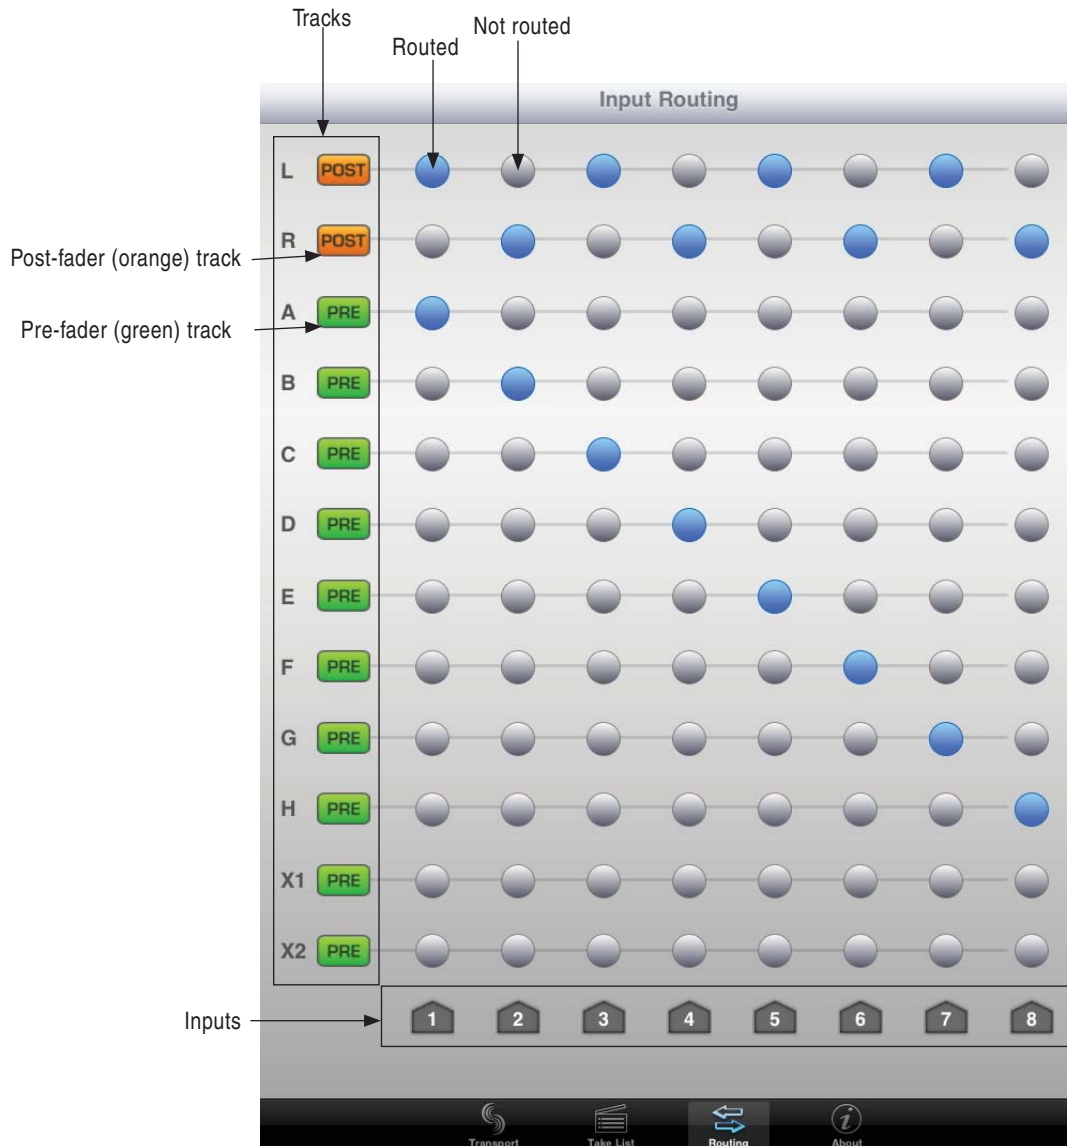 Tracks
Routed
Not routed
Input Routing
L POST
R POST
Post-fader (orange) track
A PRE
Pre-fader (green) track
B PRE
C PRE
D PRE
E PRE
F PRE
G PRE
H PRE
X1 PRE
X2 PRE
Inputs
1 2 3 4 5 6 7 8
Transport Take List Routing About